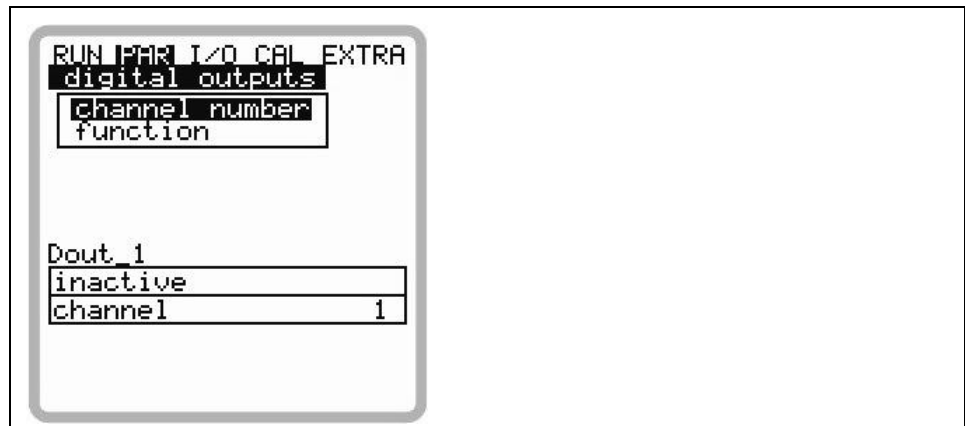 RUN PAR I/O CAL EXTRA
digital outputs
channel number
function
Dout_1
inactive
channel 1